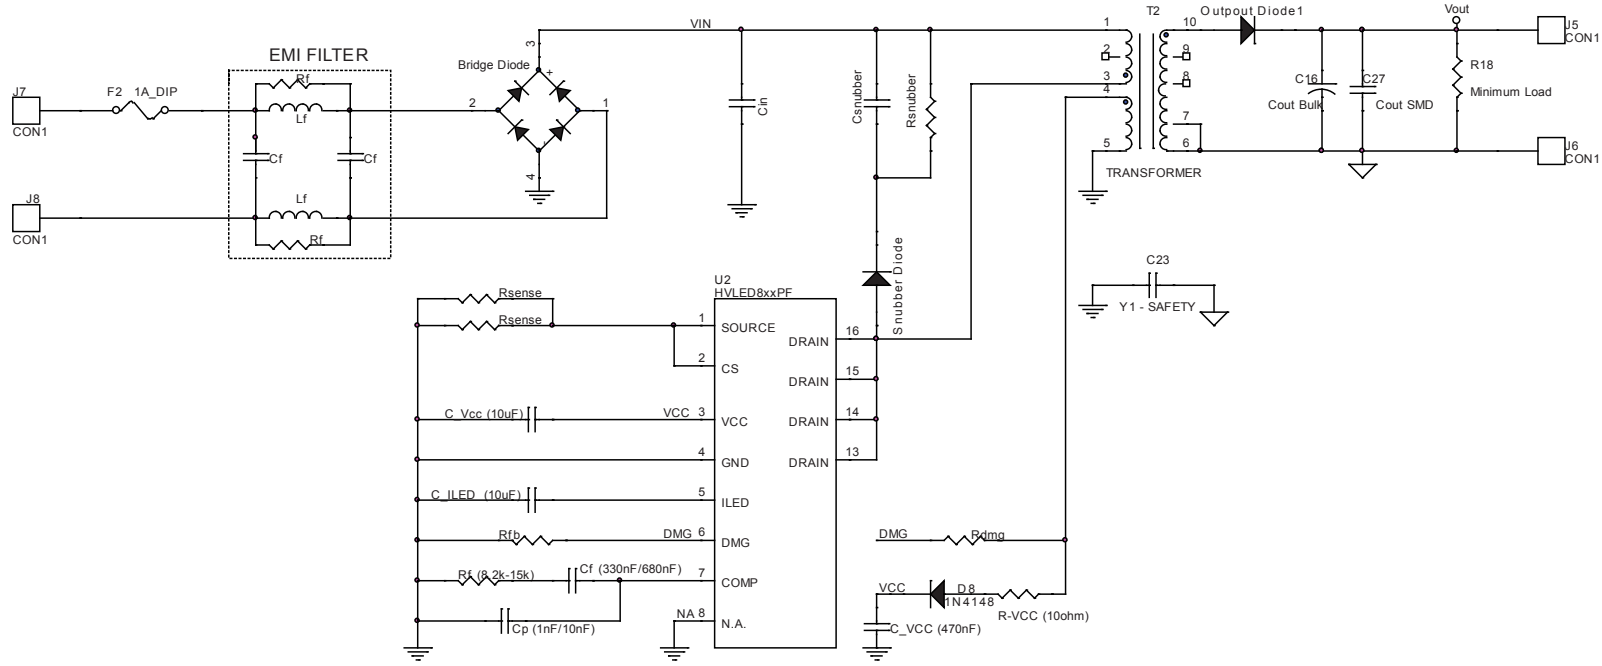 VIN
T2
Outpout Diode1
Vout
EMI FILTER
3
1
10
J5
CON1
2
9
Bridge Diode
+
Rf
R18
J7
F2 1A_DIP
2
1
3
8
C16
C27
Minimum Load
Cout Bulk
Cout SMD
4
CON1
Lf
Cin
Csnubber
Rsnubber
7
-
5
6
J6
CON1
Cf
Cf
4
TRANSFORMER
J8
Lf
CON1
Rf
Snubber Diode
C23
Y1 - SAFETY
U2
HVLED8xxPF
Rsense
Rsense
1
SOURCE
16
DRAIN
2
CS
15
DRAIN
C_Vcc (10uF)
VCC 3
VCC
14
DRAIN
4
GND
13
DRAIN
C_ILED (10uF)
5
ILED
Rfb
DMG 6
DMG
DMG
Rdmg
Rf (8.2k-15k)
Cf (330nF/680nF)
7
COMP
VCC
D8
1N4148
R-VCC (10ohm)
NA 8
N.A.
Cp (1nF/10nF)
C_VCC (470nF)